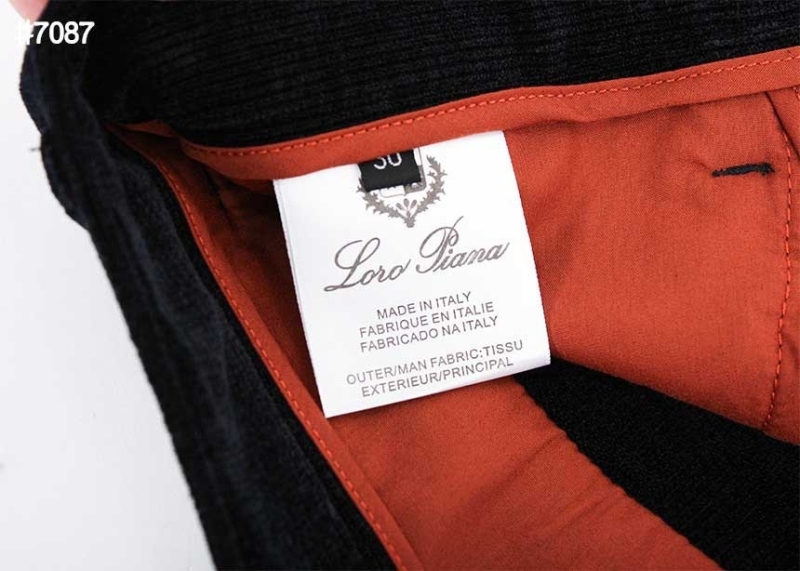 #7087
30
Loro Piana
MADE IN ITALY
FABRIQUE EN ITALIE
FABRICADO NA ITALY
OUTER/MAN FABRIC:TISSU
EXTERIEUR/PRINCIPAL